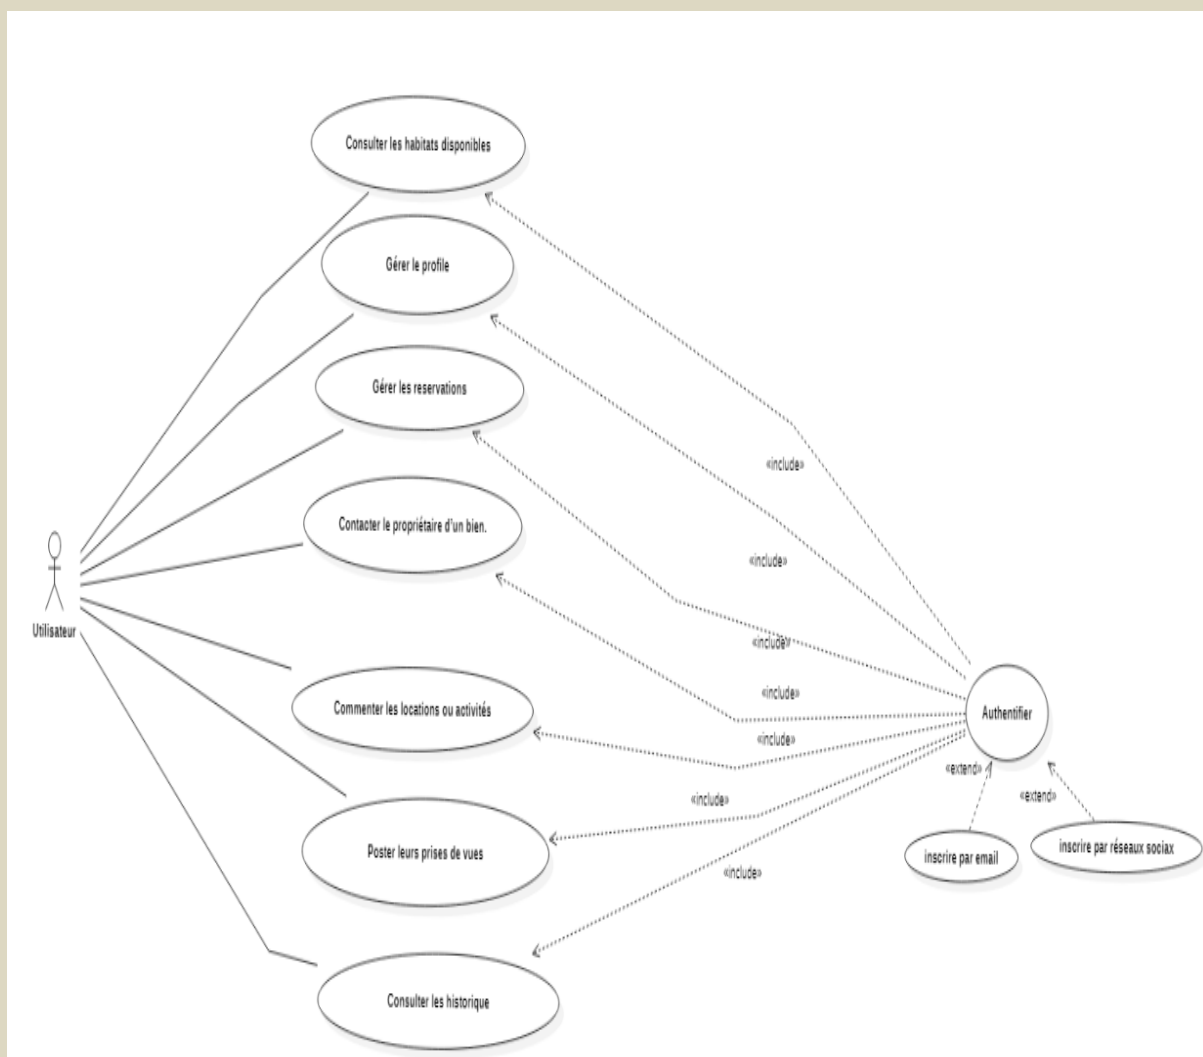 Consulter les habitats disponibles
Gérer le profile
Gérer les reservations
«include»
Contacter le propriétaire d'un bien.
«include»
Utilisateur
«include»
«include»
Commenter les locations ou activités
Authentifier
«include»
«extend»
«include»
«extend»
Poster leurs prises de vues
inscrire par email
inscrire par réseaux sociax
«include»
Consulter les historique